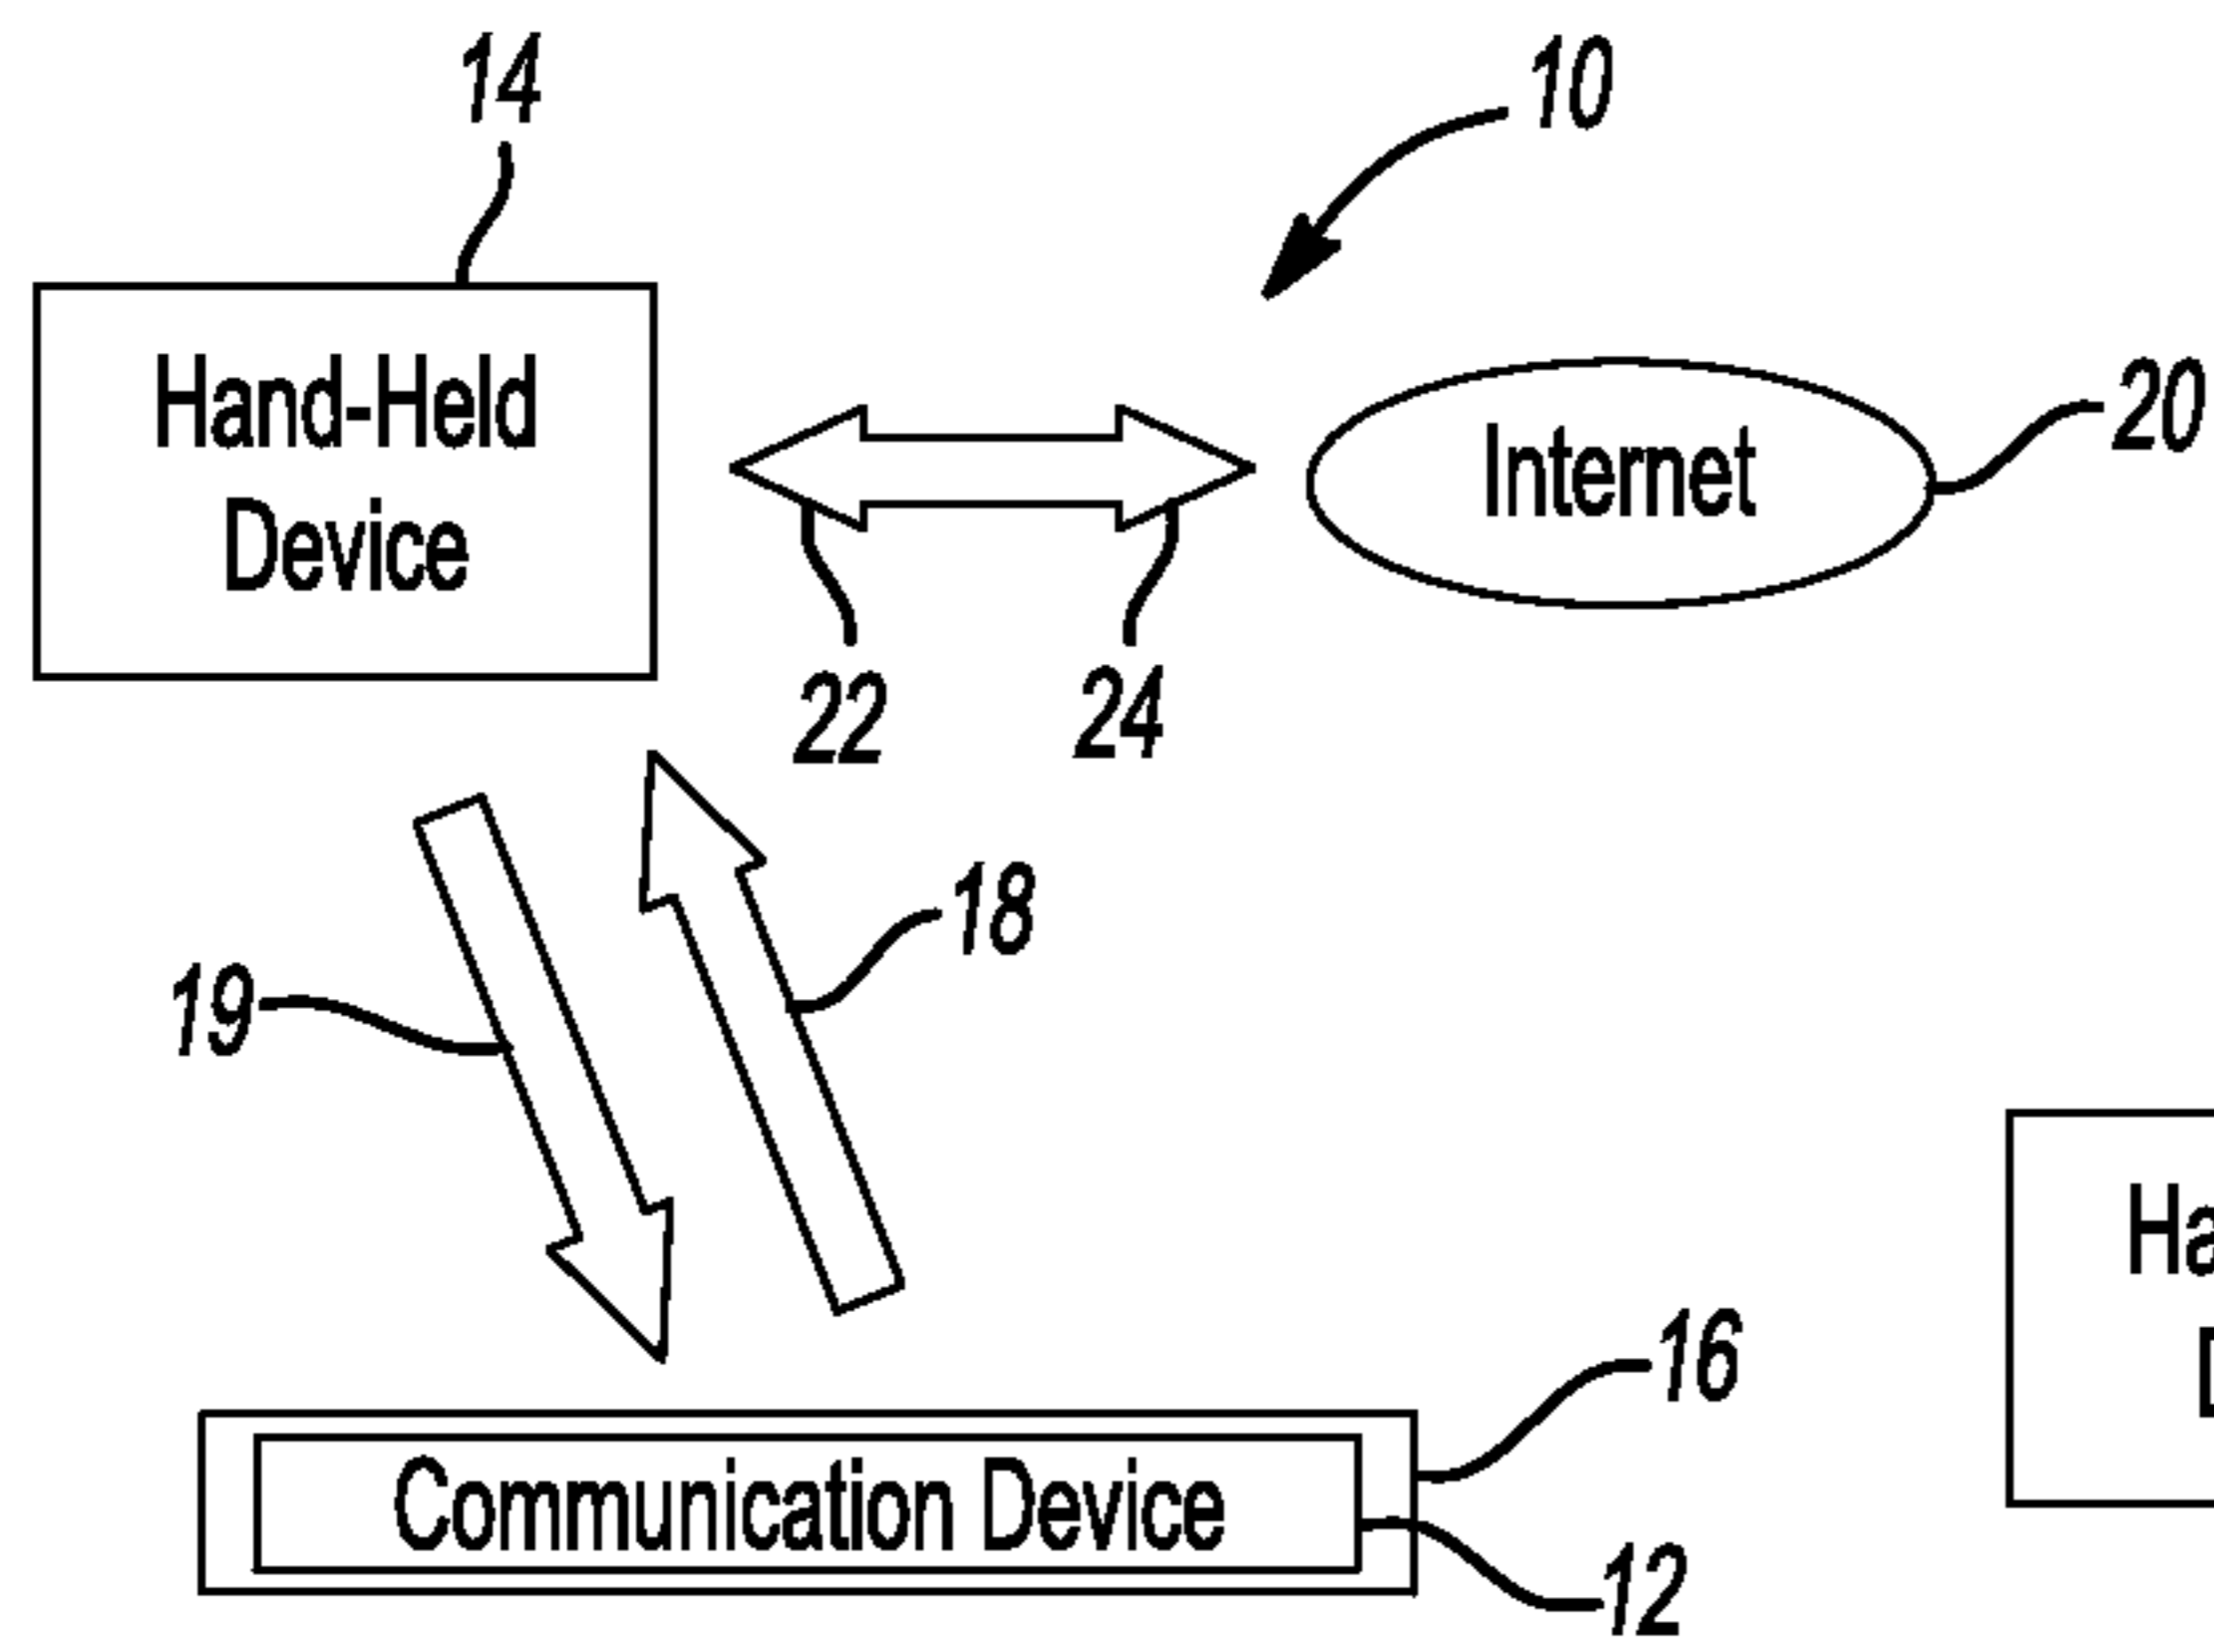 14
10
Hand-Held
Device
Internet
20
22
24
18
19
16
Communication Device
12